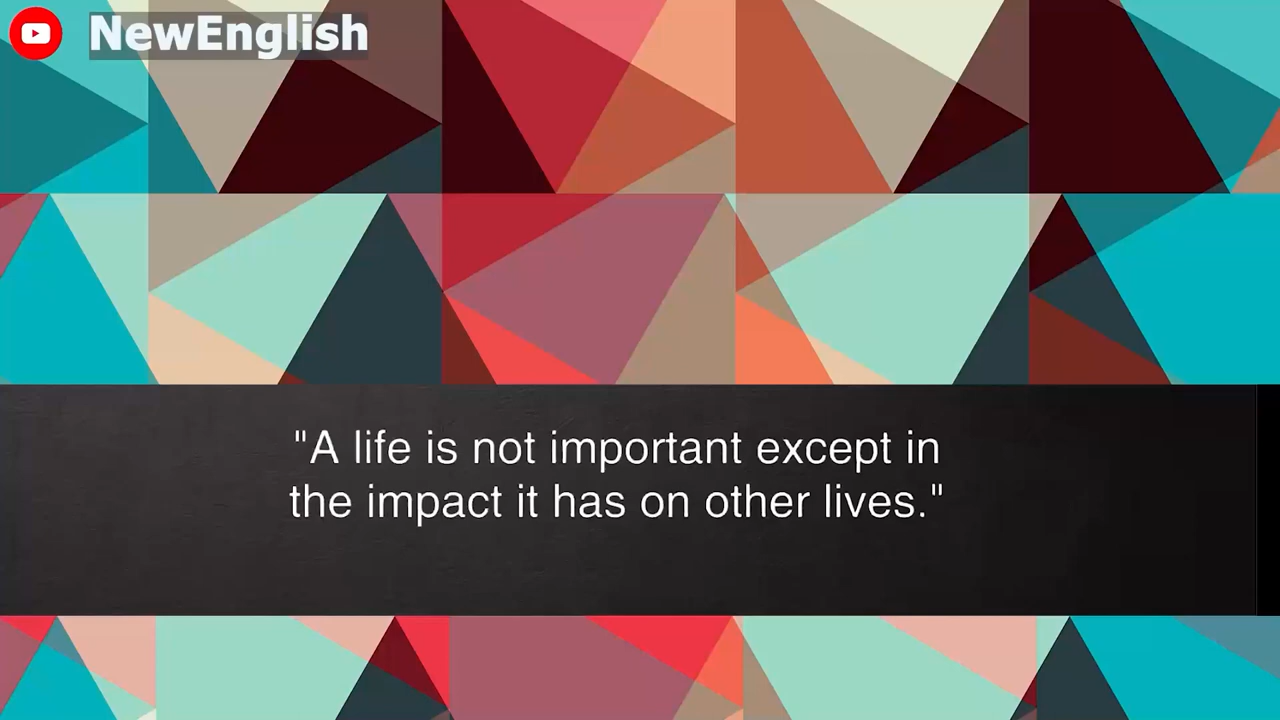 NewEnglish
"A life is not important except in
the impact it has on other lives."